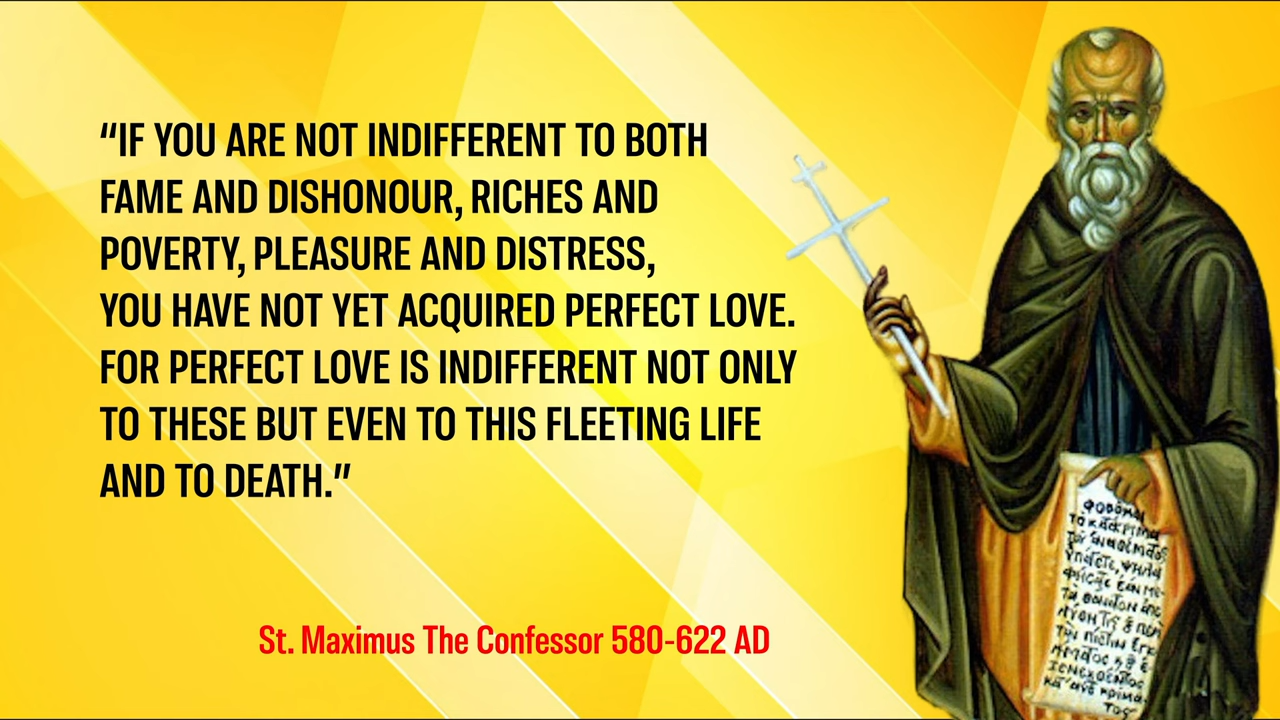 “IF YOU ARE NOT INDIFFERENT TO BOTH
FAME AND DISHONOUR, RICHES AND
POVERTY, PLEASURE AND DISTRESS,
YOU HAVE NOT YET ACQUIRED PERFECT LOVE.
FOR PERFECT LOVE IS INDIFFERENT NOT ONLY
TO THESE BUT EVEN TO THIS FLEETING LIFE
AND TO DEATH.”
St. Maximus The Confessor 580-622 AD